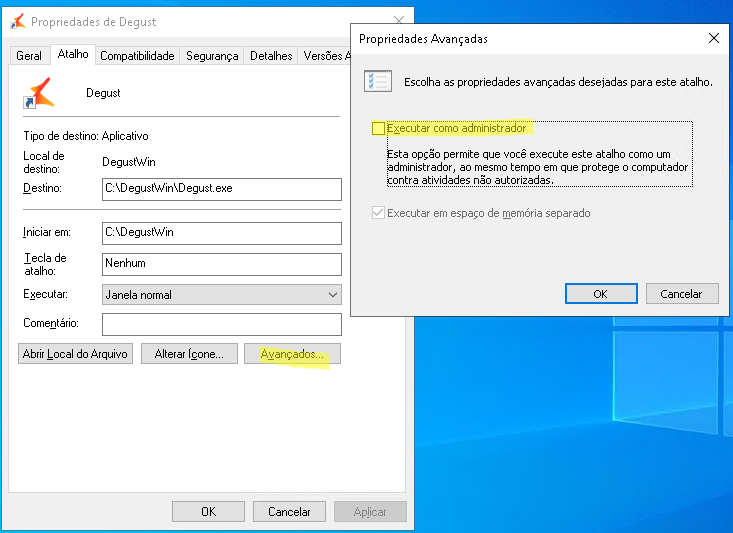 Propriedades de Degust
Geral
Atalho
Compatibilidade
Segurança
Detalhes
Versões A
Degust
Tipo de destino: Aplicativo
Local de
destino:
DegustWin
Destino:
C:\DegustWin\Degust.exe
Iniciar em:
C:\DegustWin
Tecla de
atalho:
Nenhum
Executar:
Janela normal
Comentário:
Abrir Local do Arquivo
Alterar Ícone...
Avançados...
OK
Cancelar
Aplicar
Propriedades Avançadas
Escolha as propriedades avançadas desejadas para este atalho.
Executar como administrador
Esta opção permite que você execute este atalho como um
administrador, ao mesmo tempo em que protege o computador
contra atividades não autorizadas.
Executar em espaço de memória separado
OK
Cancelar